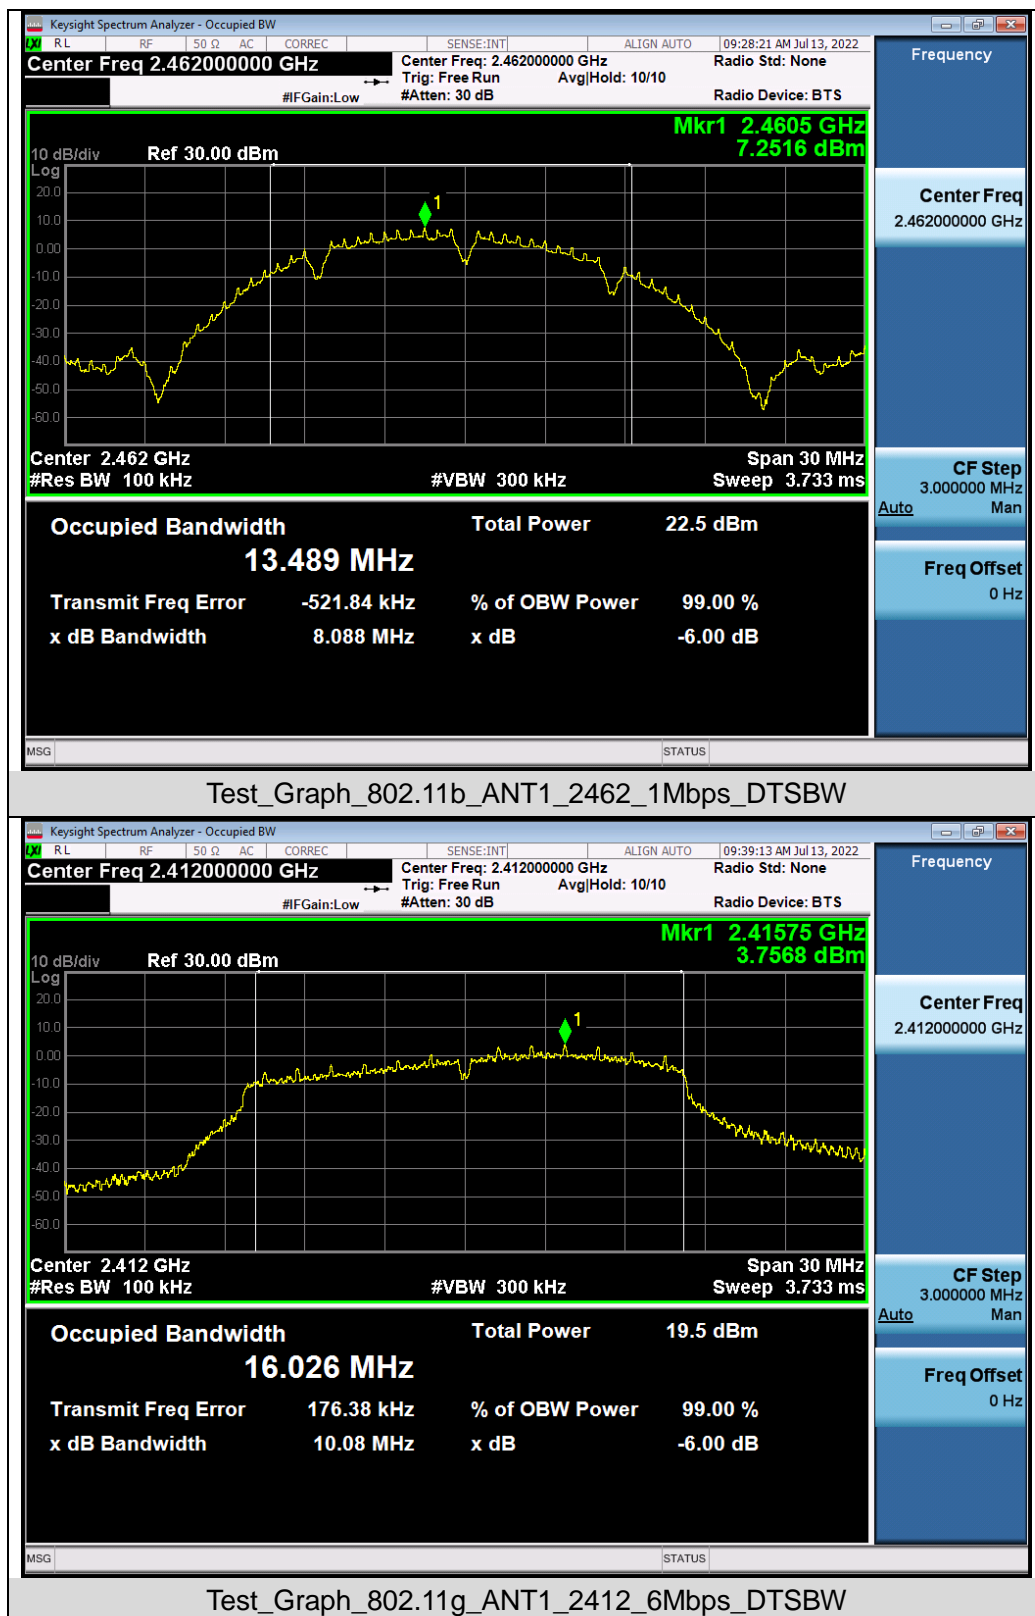 Keysight Spectrum Analyzer - Occupied BW
LXI RL RF 50 Ω AC CORREC SENSE:INT ALIGN AUTO 09:28:21 AM Jul 13, 2022
Center Freq 2.462000000 GHz Center Freq: 2.462000000 GHz Radio Std: None
Trig: Free Run Avg|Hold: 10/10
#IFGain:Low #Atten: 30 dB Radio Device: BTS
Frequency
Mkr1 2.4605 GHz
7.2516 dBm
10 dB/div Ref 30.00 dBm
Log
20.0
10.0
0.00
-10.0
-20.0
-30.0
-40.0
-50.0
-60.0
1
Center 2.462 GHz Span 30 MHz
#Res BW 100 kHz #VBW 300 kHz Sweep 3.733 ms
Center Freq
2.462000000 GHz
CF Step
3.000000 MHz
Auto Man
Freq Offset
0 Hz
Occupied Bandwidth Total Power 22.5 dBm
13.489 MHz
Transmit Freq Error -521.84 kHz % of OBW Power 99.00 %
x dB Bandwidth 8.088 MHz x dB -6.00 dB
MSG STATUS
Test_Graph_802.11b_ANT1_2462_1Mbps_DTSBW
Keysight Spectrum Analyzer - Occupied BW
LXI RL RF 50 Ω AC CORREC SENSE:INT ALIGN AUTO 09:39:13 AM Jul 13, 2022
Center Freq 2.412000000 GHz Center Freq: 2.412000000 GHz Radio Std: None
Trig: Free Run Avg|Hold: 10/10
#IFGain:Low #Atten: 30 dB Radio Device: BTS
Frequency
Mkr1 2.41575 GHz
3.7568 dBm
10 dB/div Ref 30.00 dBm
Log
20.0
10.0
0.00
-10.0
-20.0
-30.0
-40.0
-50.0
-60.0
1
Center 2.412 GHz Span 30 MHz
#Res BW 100 kHz #VBW 300 kHz Sweep 3.733 ms
Center Freq
2.412000000 GHz
CF Step
3.000000 MHz
Auto Man
Freq Offset
0 Hz
Occupied Bandwidth Total Power 19.5 dBm
16.026 MHz
Transmit Freq Error 176.38 kHz % of OBW Power 99.00 %
x dB Bandwidth 10.08 MHz x dB -6.00 dB
MSG STATUS
Test_Graph_802.11g_ANT1_2412_6Mbps_DTSBW